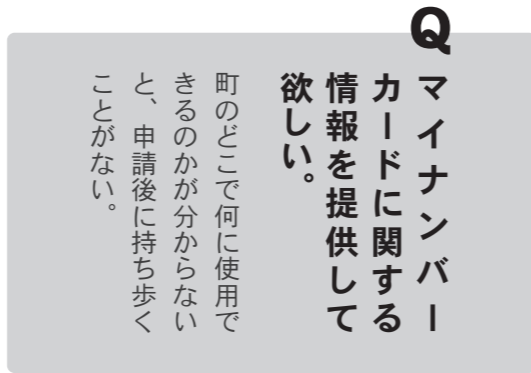 Q
マイナンバー
カードに関する
情報を提供して
欲しい。
町のどこで何に使用で
きるのかが分からない
と、申請後に持ち歩く
ことがない。